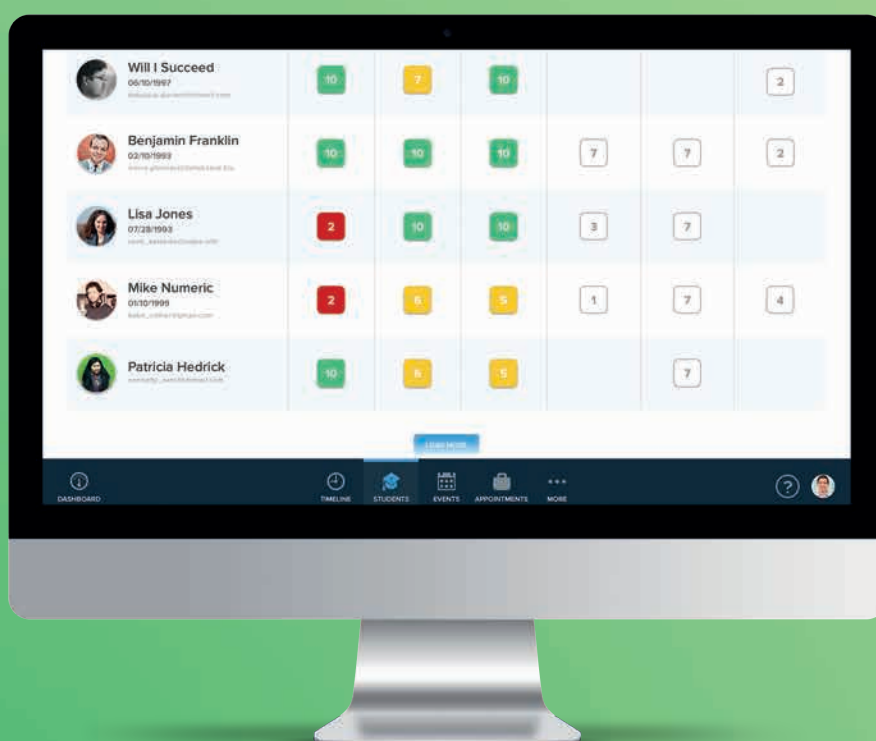 Will I Succeed
06/10/1997
10 7 10 2
Benjamin Franklin
02/10/1993
10 10 10 7 7 2
Lisa Jones
07/28/1993
2 10 10 3 7
Mike Numeric
01/10/1999
2 6 5 1 7 4
Patricia Hedrick
10 6 5 7
LOAD MORE
DASHBOARD TIMELINE STUDENTS EVENTS APPOINTMENTS MORE ?